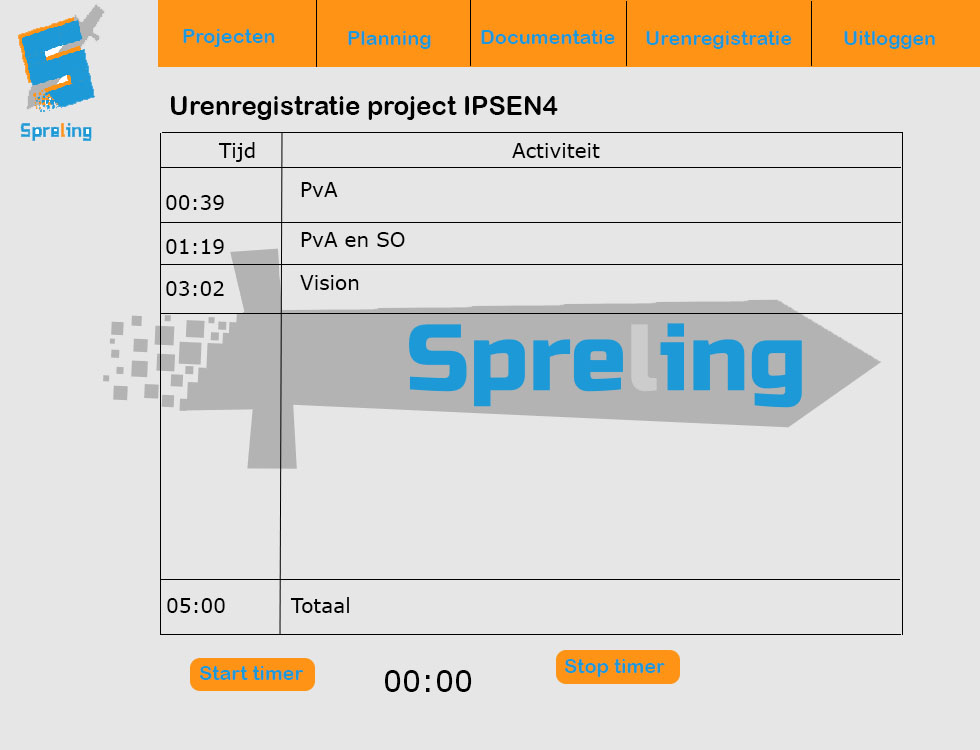 Projecten Planning Documentatie Urenregistratie Uitloggen
Spreling
Urenregistratie project IPSEN4
Tijd Activiteit
00:39 PvA
01:19 PvA en SO
03:02 Vision
Spreling
05:00 Totaal
Start timer 00:00 Stop timer